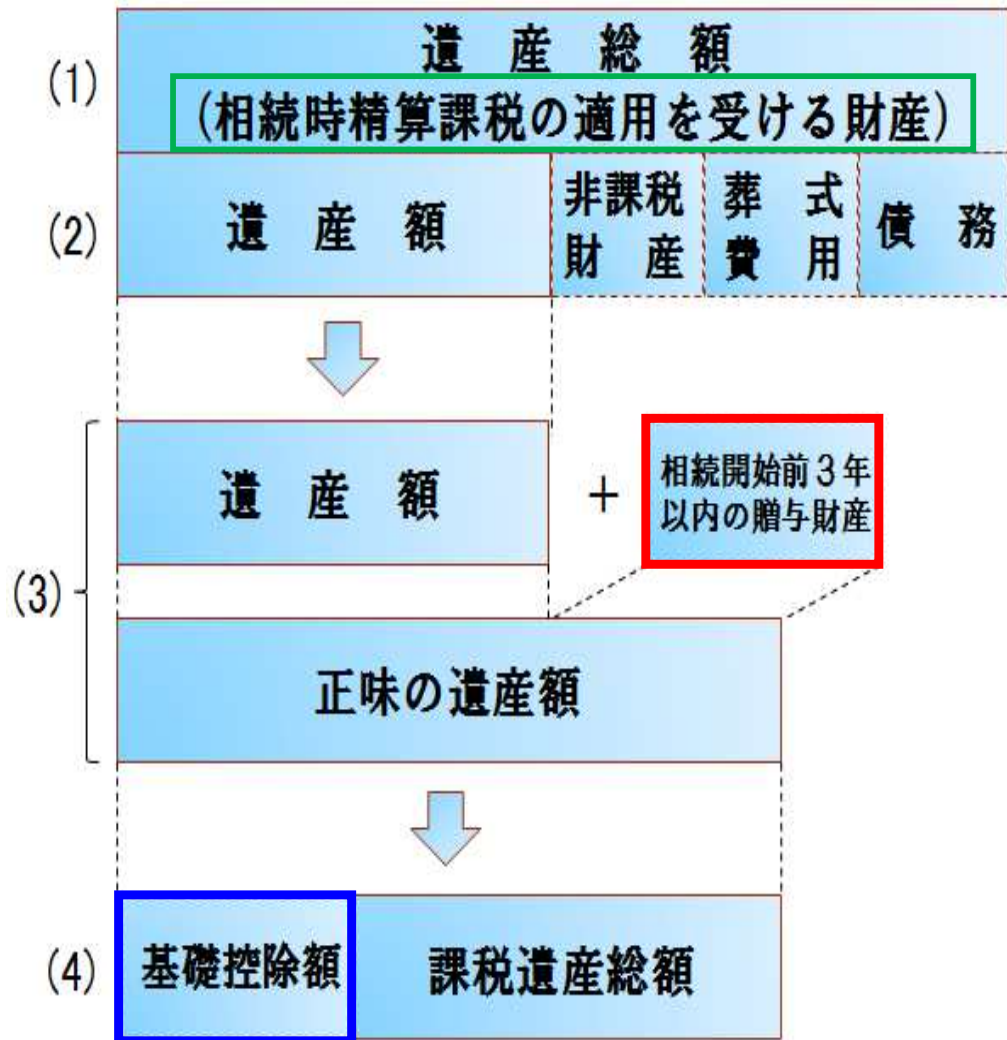 (1)
遺産総額
(相続時精算課税の適用を受ける財産)
(2)
遺産額
非課税
財産
葬式
費用
債務
(3)
遺産額
+
相続開始前3年
以内の贈与財産
正味の遺産額
(4)
基礎控除額
課税遺産総額